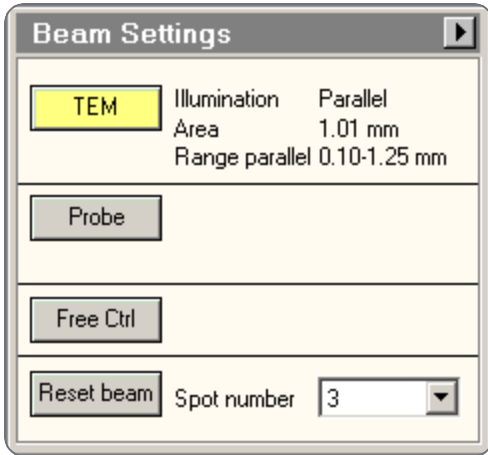 Beam Settings
TEM Illumination Parallel
Area 1.01 mm
Range parallel 0.10-1.25 mm
Probe
Free Ctrl
Reset beam Spot number 3